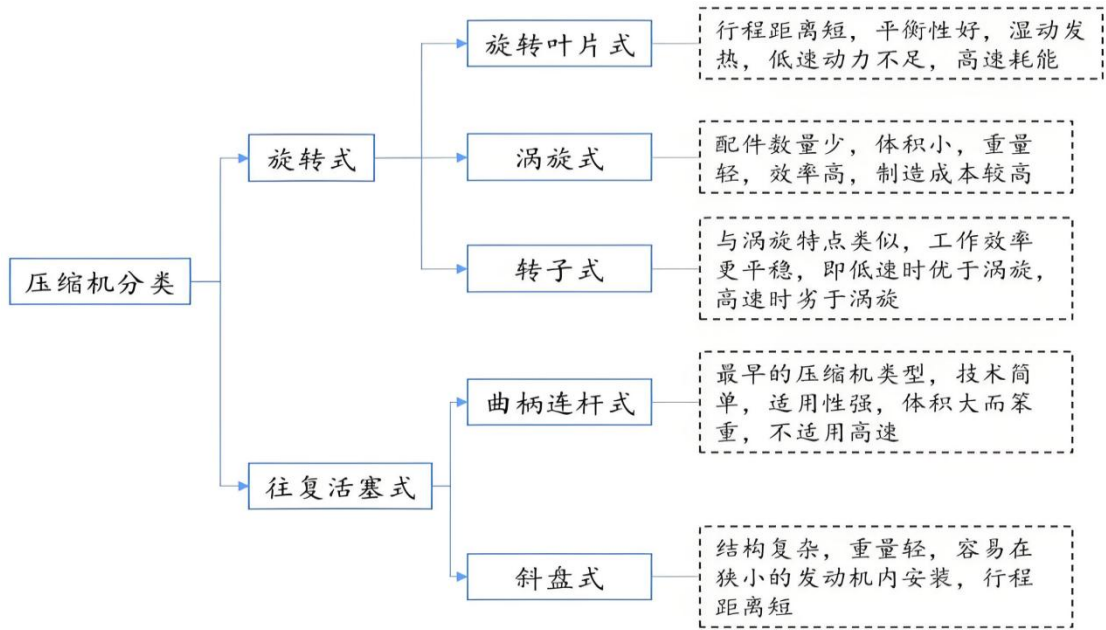 压缩机分类
旋转式
旋转叶片式
行程距离短，平衡性好，湿动发
热，低速动力不足，高速耗能
涡旋式
配件数量少，体积小，重量
轻，效率高，制造成本较高
转子式
与涡旋特点类似，工作效率
更平稳，即低速时优于涡旋，
高速时劣于涡旋
往复活塞式
曲柄连杆式
最早的压缩机类型，技术简
单，适用性强，体积大而笨
重，不适用高速
斜盘式
结构复杂，重量轻，容易在
狭小的发动机内安装，行程
距离短